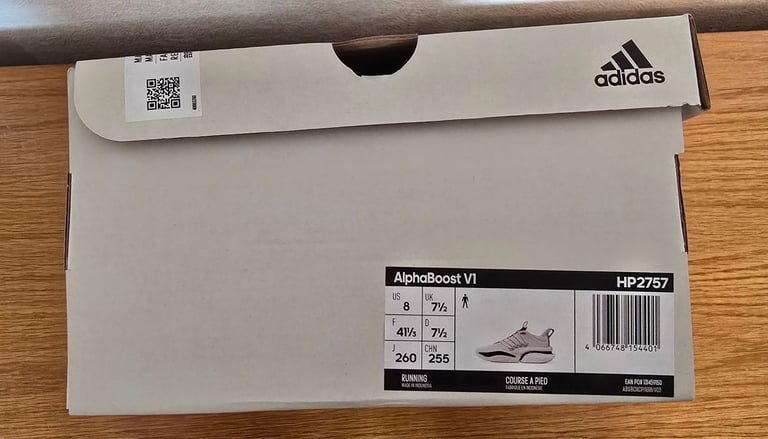 adidas
AlphaBoost V1 HP2757
US 8 UK 7½
F 41⅓ D 7½
J 260 CHN 255
4 066748 154401
RUNNING COURSE A PIED
MADE IN INDONESIA FABRIQUE EN INDONESIE